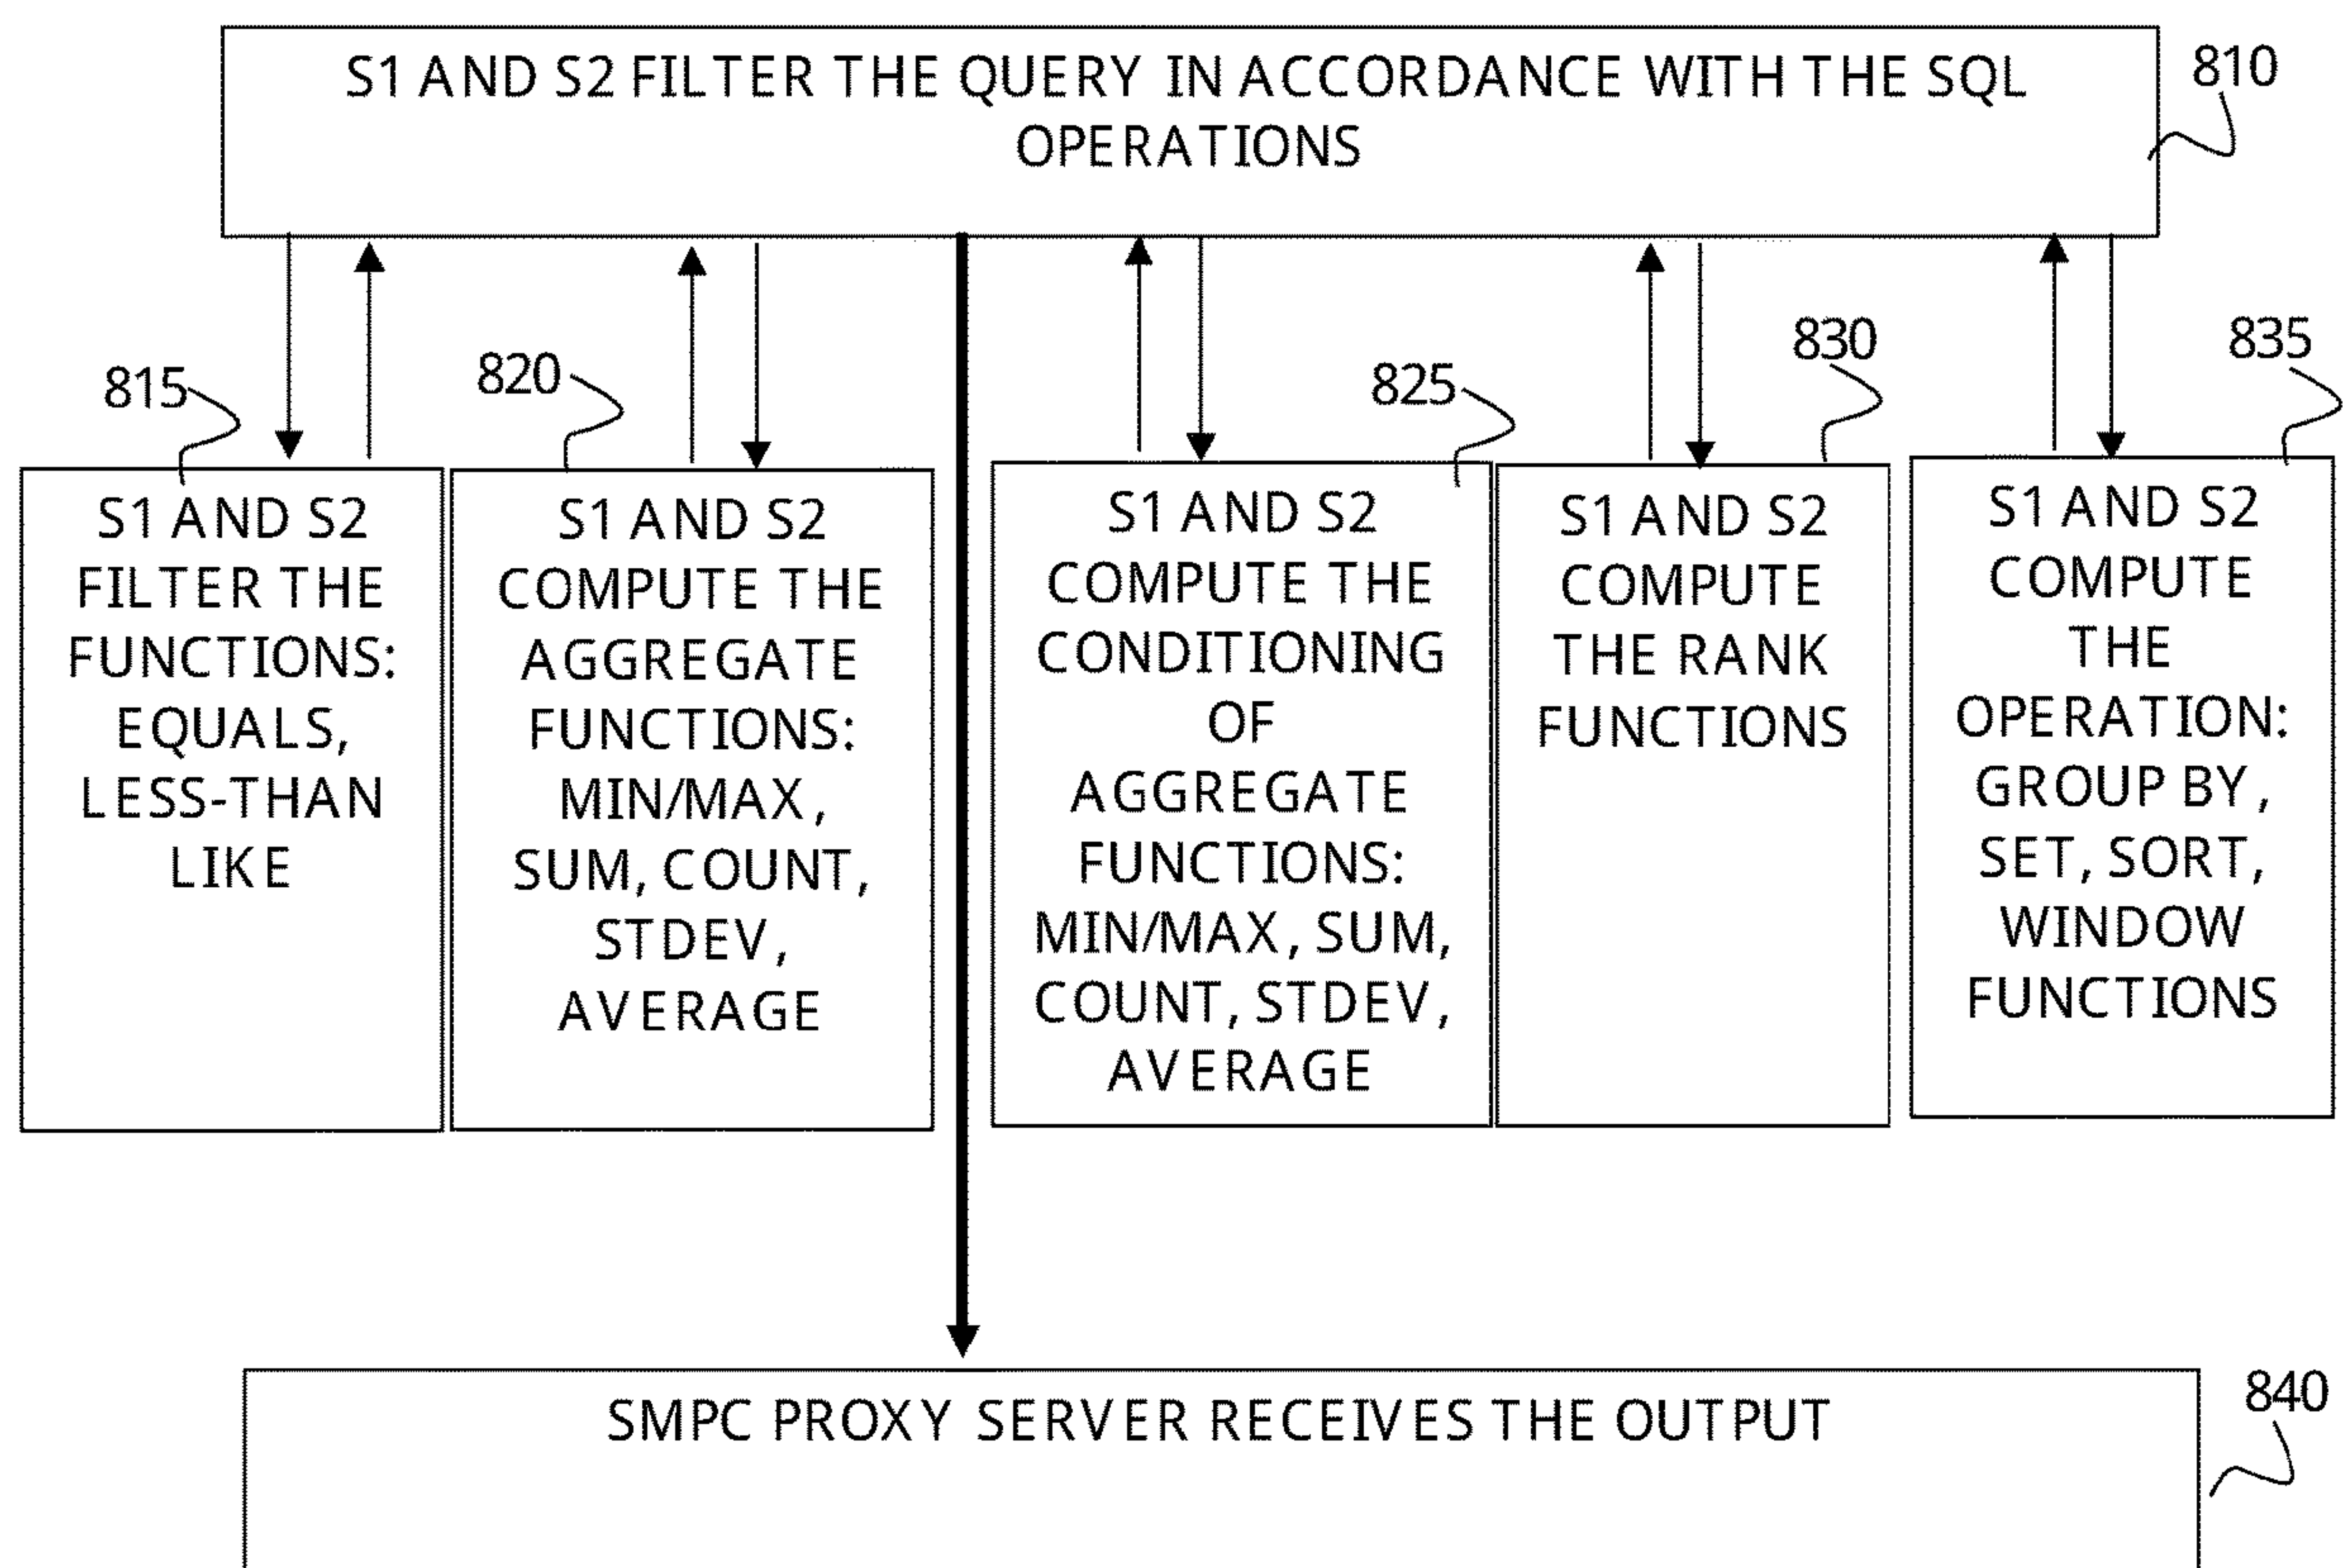 S1 AND S2 FILTER THE QUERY IN ACCORDANCE WITH THE SQL
OPERATIONS
810
815
820
825
830
835
S1 AND S2
FILTER THE
FUNCTIONS:
EQUALS,
LESS-THAN
LIKE
S1 AND S2
COMPUTE THE
AGGREGATE
FUNCTIONS:
MIN/MAX,
SUM, COUNT,
STDEV,
AVERAGE
S1 AND S2
COMPUTE THE
CONDITIONING
OF
AGGREGATE
FUNCTIONS:
MIN/MAX, SUM,
COUNT, STDEV,
AVERAGE
S1 AND S2
COMPUTE
THE RANK
FUNCTIONS
S1 AND S2
COMPUTE
THE
OPERATION:
GROUP BY,
SET, SORT,
WINDOW
FUNCTIONS
SMPC PROXY SERVER RECEIVES THE OUTPUT
840